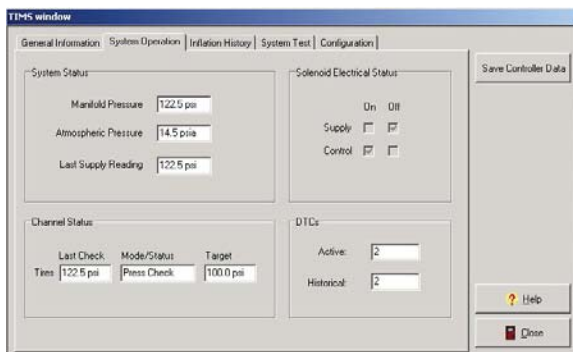 TIMS window
General Information System Operation Inflation History System Test Configuration
Save Controller Data
System Status
Manifold Pressure 122.5 psi
Atmospheric Pressure 14.5 psia
Last Supply Reading 122.5 psi
Solenoid Electrical Status
On Off
Supply
Control
Channel Status
Last Check Mode/Status Target
Tires 122.5 psi Press Check 100.0 psi
DTCs
Active: 2
Historical: 2
Help
Close